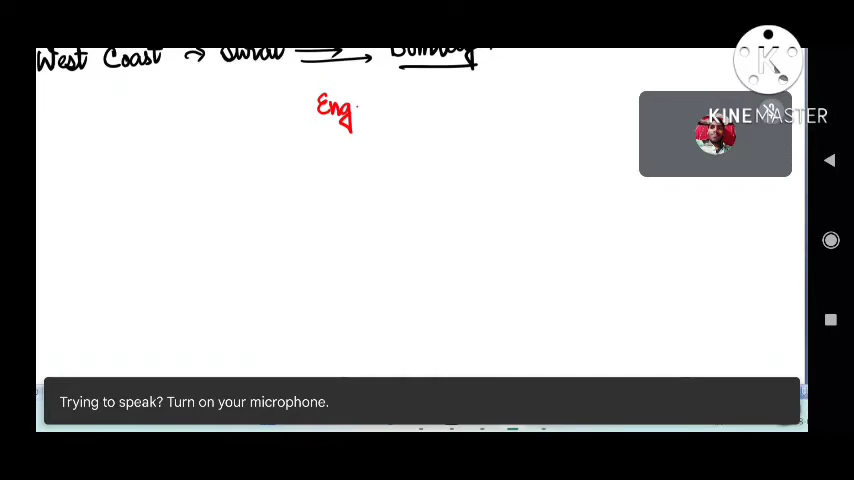 West Coast → Surat → Bombay
Eng
KINEMASTER
Trying to speak? Turn on your microphone.